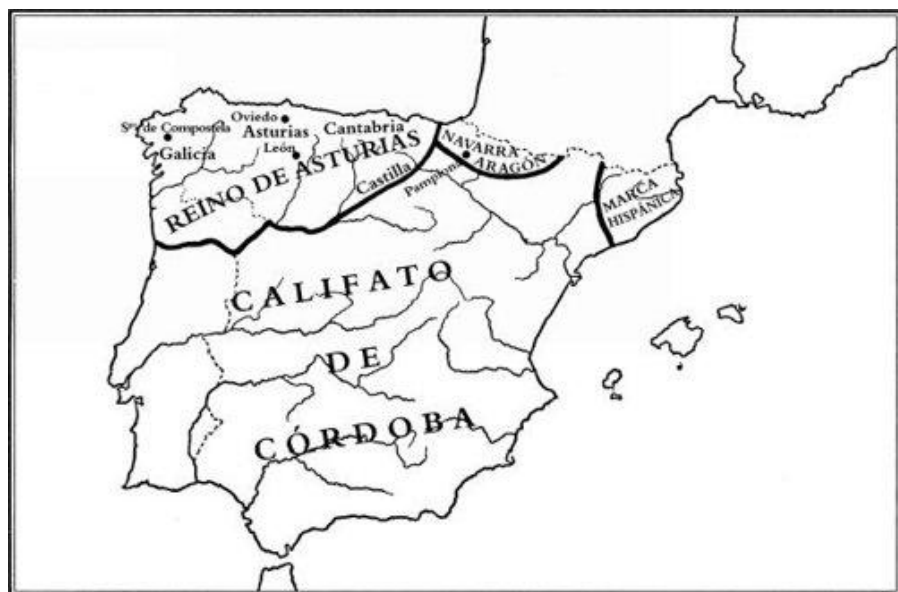 Oviedo
Sgo de Compostela
Asturias
Cantabria
León
Galicia
REINO DE ASTURIAS
Castilla
NAVARRA
ARAGÓN
Pamplona
MARCA
HISPÁNICA
CALIFATO
DE
CÓRDOBA